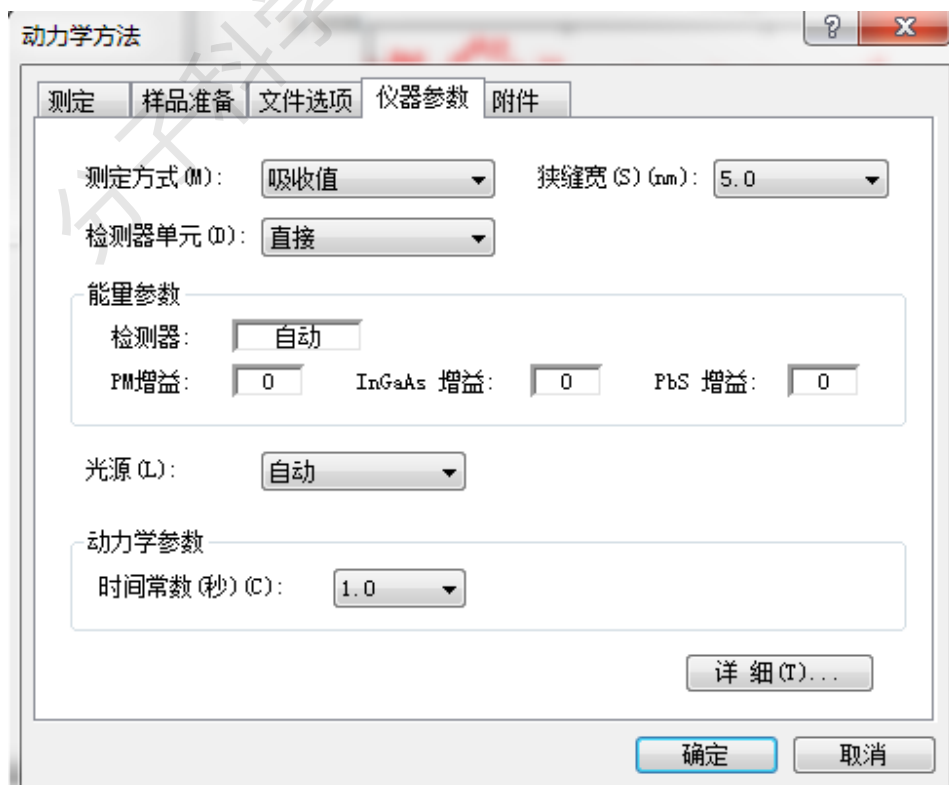 动力学方法
测定 样品准备 文件选项 仪器参数 附件
测定方式(M): 吸收值 狭缝宽(S)(nm): 5.0
检测器单元(D): 直接
能量参数
检测器: 自动
PM增益: 0 InGaAs 增益: 0 PbS 增益: 0
光源(L): 自动
动力学参数
时间常数(秒)(C): 1.0
详 细(T)...
确定 取消
分子科学